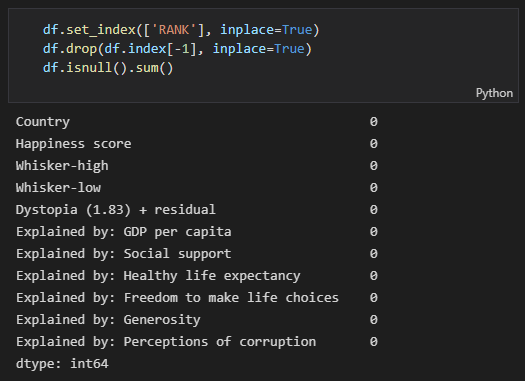 df.set_index(['RANK'], inplace=True)
df.drop(df.index[-1], inplace=True)
df.isnull().sum()
Python
Country 0
Happiness score 0
Whisker-high 0
Whisker-low 0
Dystopia (1.83) + residual 0
Explained by: GDP per capita 0
Explained by: Social support 0
Explained by: Healthy life expectancy 0
Explained by: Freedom to make life choices 0
Explained by: Generosity 0
Explained by: Perceptions of corruption 0
dtype: int64